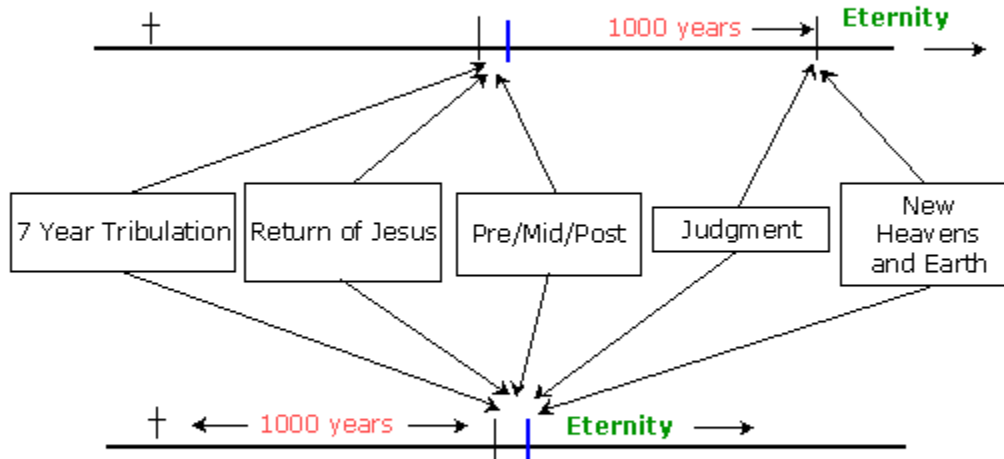 Eternity
1000 years
7 Year Tribulation
Return of Jesus
Pre/Mid/Post
Judgment
New
Heavens
and Earth
1000 years
Eternity